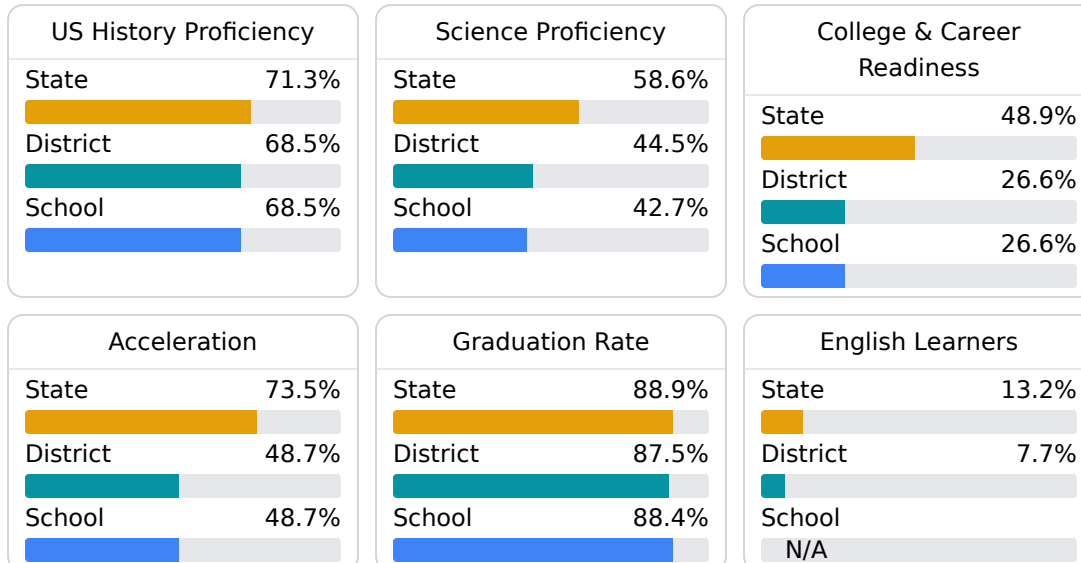 US History Proficiency
State 71.3%
District 68.5%
School 68.5%
Science Proficiency
State 58.6%
District 44.5%
School 42.7%
College & Career
Readiness
State 48.9%
District 26.6%
School 26.6%
Acceleration
State 73.5%
District 48.7%
School 48.7%
Graduation Rate
State 88.9%
District 87.5%
School 88.4%
English Learners
State 13.2%
District 7.7%
School
N/A